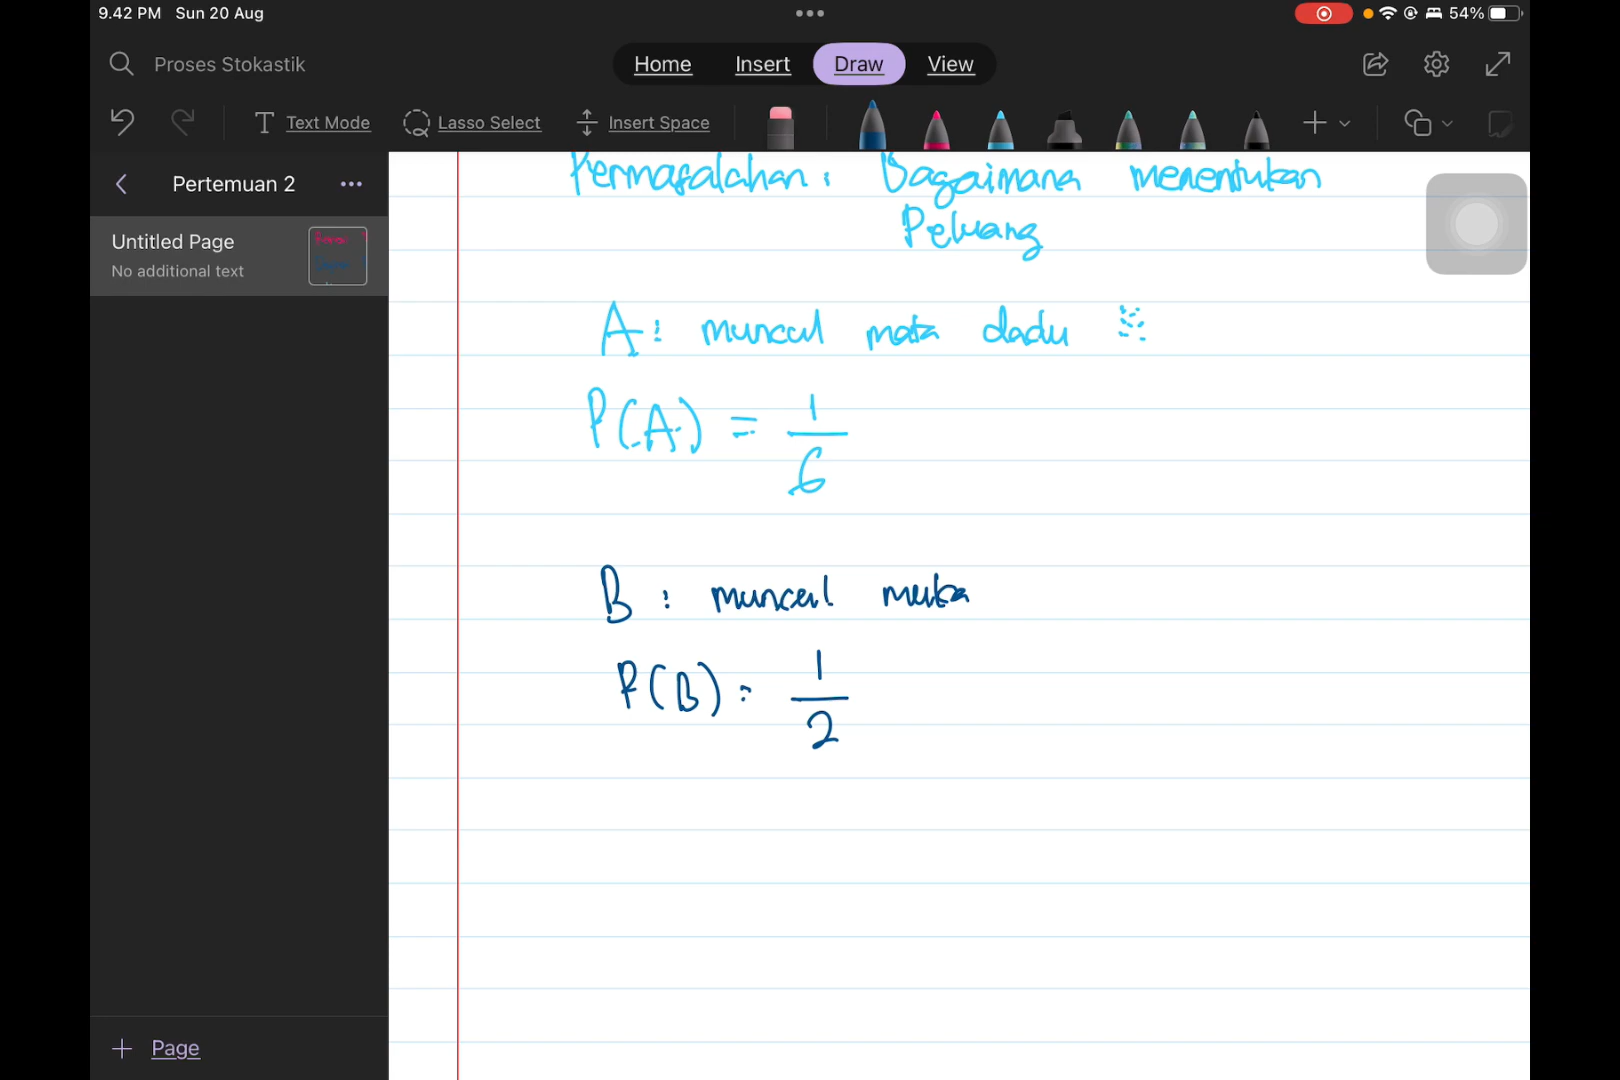 9.42 PM Sun 20 Aug
54%
Proses Stokastik
Home Insert Draw View
Text Mode Lasso Select Insert Space
Pertemuan 2
Untitled Page
No additional text
Page
Permasalahan : Bagaimana menentukan
Peluang
A : muncul mata dadu
P(A) = 1/6
B : muncul muka
P(B) = 1/2